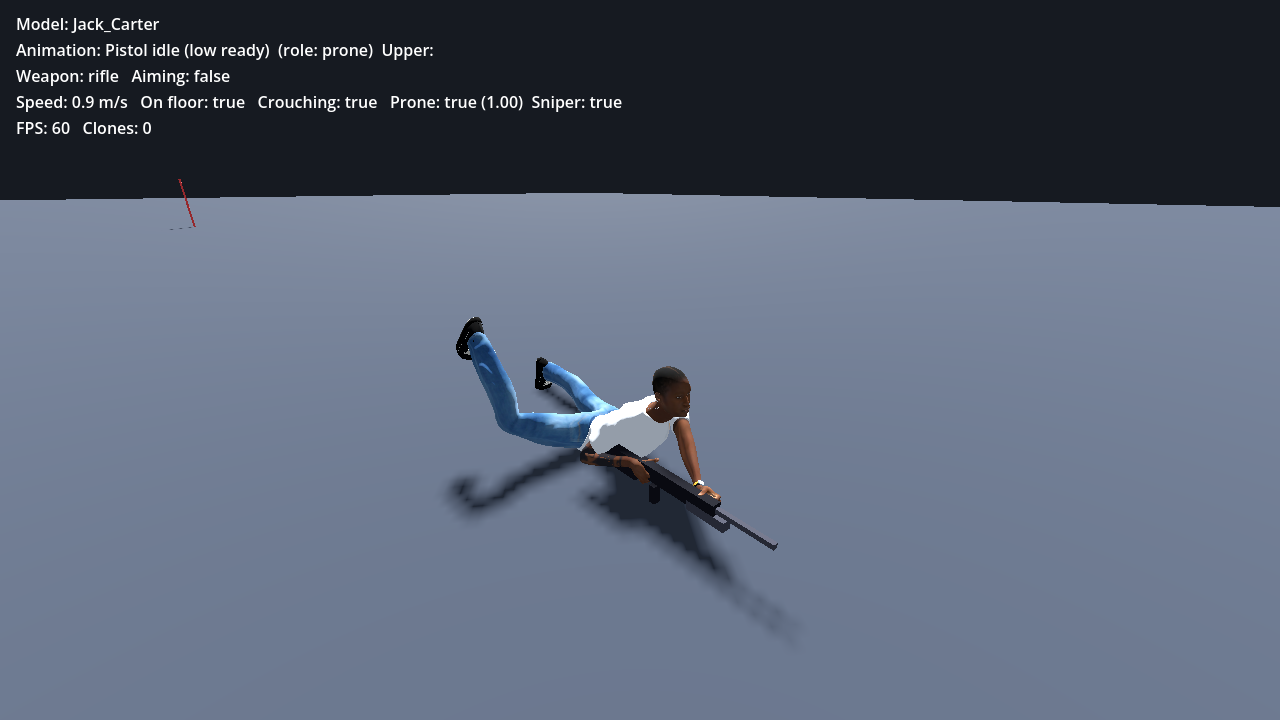 Model: Jack_Carter
Animation: Pistol idle (low ready)  (role: prone)  Upper:
Weapon: rifle   Aiming: false
Speed: 0.9 m/s   On floor: true   Crouching: true   Prone: true (1.00)  Sniper: true
FPS: 60   Clones: 0